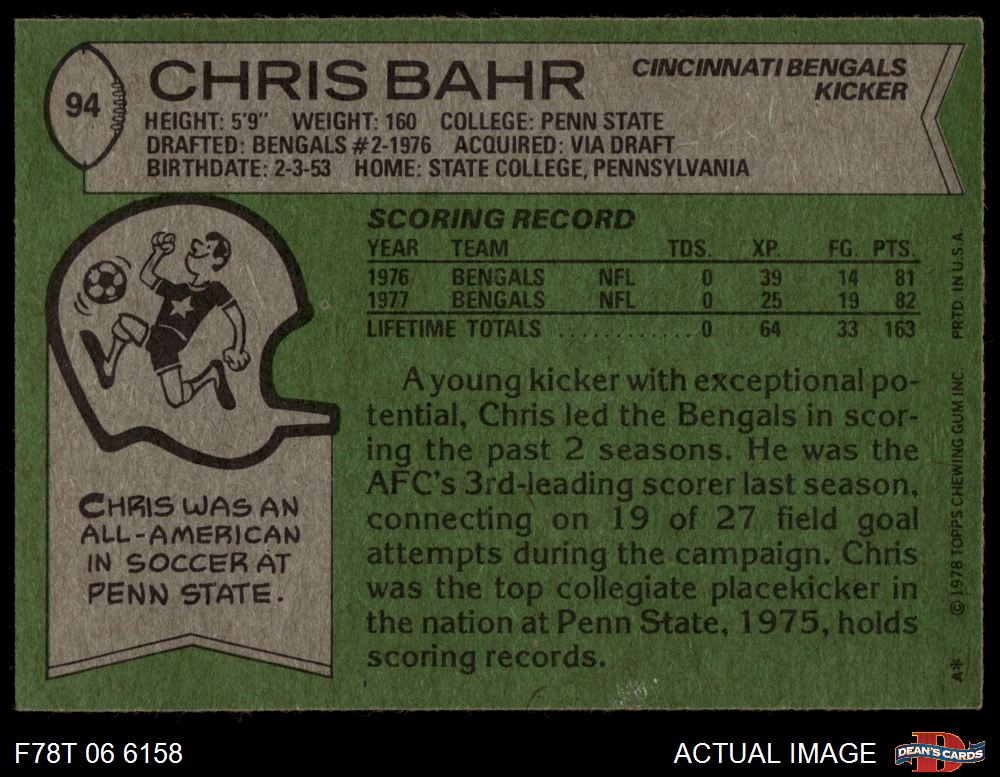 94
CHRIS BAHR
CINCINNATI BENGALS
KICKER
HEIGHT: 5'9" WEIGHT: 160 COLLEGE: PENN STATE
DRAFTED: BENGALS #2-1976 ACQUIRED: VIA DRAFT
BIRTHDATE: 2-3-53 HOME: STATE COLLEGE, PENNSYLVANIA
SCORING RECORD
YEAR TEAM TDS. XP. FG. PTS.
1976 BENGALS NFL 0 39 14 81
1977 BENGALS NFL 0 25 19 82
LIFETIME TOTALS ............0 64 33 163
A young kicker with exceptional po-
tential, Chris led the Bengals in scor-
ing the past 2 seasons. He was the
AFC's 3rd-leading scorer last season,
connecting on 19 of 27 field goal
attempts during the campaign. Chris
was the top collegiate placekicker in
the nation at Penn State, 1975, holds
scoring records.
CHRIS WAS AN
ALL-AMERICAN
IN SOCCER AT
PENN STATE.
A* © 1978 TOPPS CHEWING GUM INC. PRTD. IN U.S.A.
F78T 06 6158
ACTUAL IMAGE
D
DEAN'S CARDS